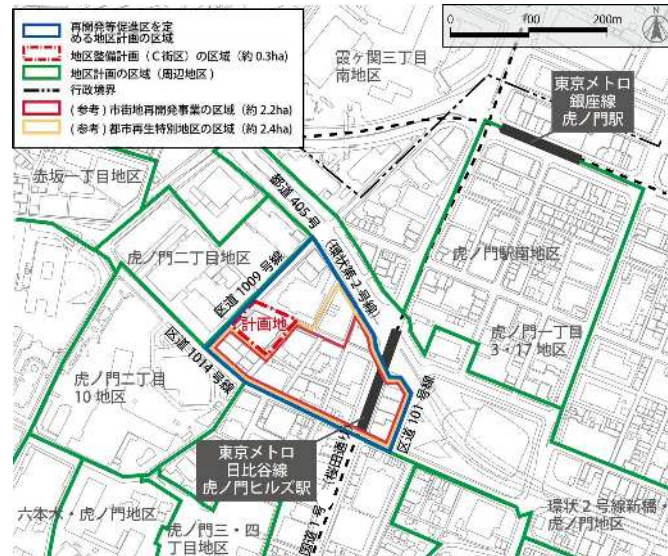 再開発等促進区を定
める地区計画の区域
地区整備計画(C街区)の区域(約0.3ha)
地区計画の区域(周辺地区)
行政境界
(参考)市街地再開発事業の区域(約2.2ha)
(参考)都市再生特別地区の区域(約2.4ha)
0 100 200m
N
霞ヶ関三丁目
南地区
東京メトロ
銀座線
虎ノ門駅
赤坂一丁目地区
都道405号
(環状第2号線)
虎ノ門二丁目地区
区道1009号線
虎ノ門駅南地区
計画地
区道1014号線
虎ノ門一丁目
3・17地区
虎ノ門二丁目
10地区
区道101号線
東京メトロ
日比谷線
虎ノ門ヒルズ駅
国道1号(桜田通り)
六本木・虎ノ門地区
虎ノ門三・四
丁目地区
環状2号線新橋・
虎ノ門地区